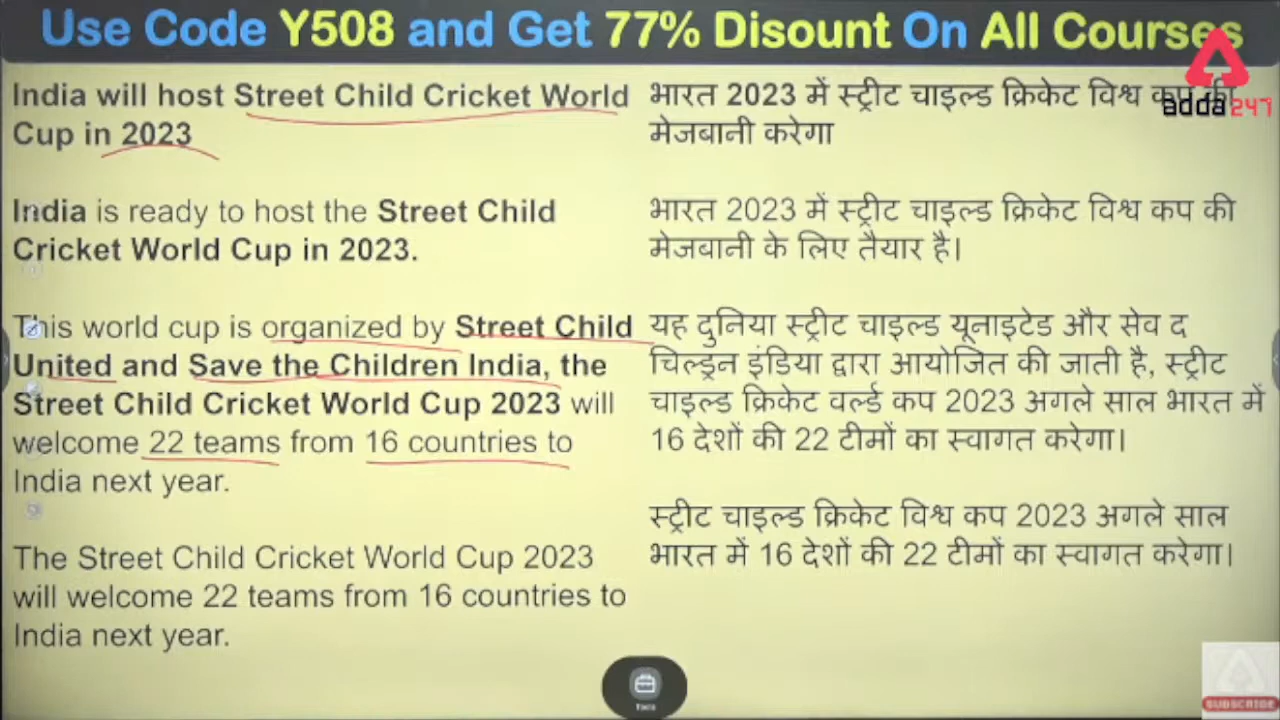 Use Code Y508 and Get 77% Disount On All Courses
adda247
India will host Street Child Cricket World
Cup in 2023
India is ready to host the Street Child
Cricket World Cup in 2023.
This world cup is organized by Street Child
United and Save the Children India, the
Street Child Cricket World Cup 2023 will
welcome 22 teams from 16 countries to
India next year.
The Street Child Cricket World Cup 2023
will welcome 22 teams from 16 countries to
India next year.
भारत 2023 में स्ट्रीट चाइल्ड क्रिकेट विश्व कप की
मेजबानी करेगा
भारत 2023 में स्ट्रीट चाइल्ड क्रिकेट विश्व कप की
मेजबानी के लिए तैयार है।
यह दुनिया स्ट्रीट चाइल्ड यूनाइटेड और सेव द
चिल्ड्रन इंडिया द्वारा आयोजित की जाती है, स्ट्रीट
चाइल्ड क्रिकेट वर्ल्ड कप 2023 अगले साल भारत में
16 देशों की 22 टीमों का स्वागत करेगा।
स्ट्रीट चाइल्ड क्रिकेट विश्व कप 2023 अगले साल
भारत में 16 देशों की 22 टीमों का स्वागत करेगा।
Tools
SUBSCRIBE